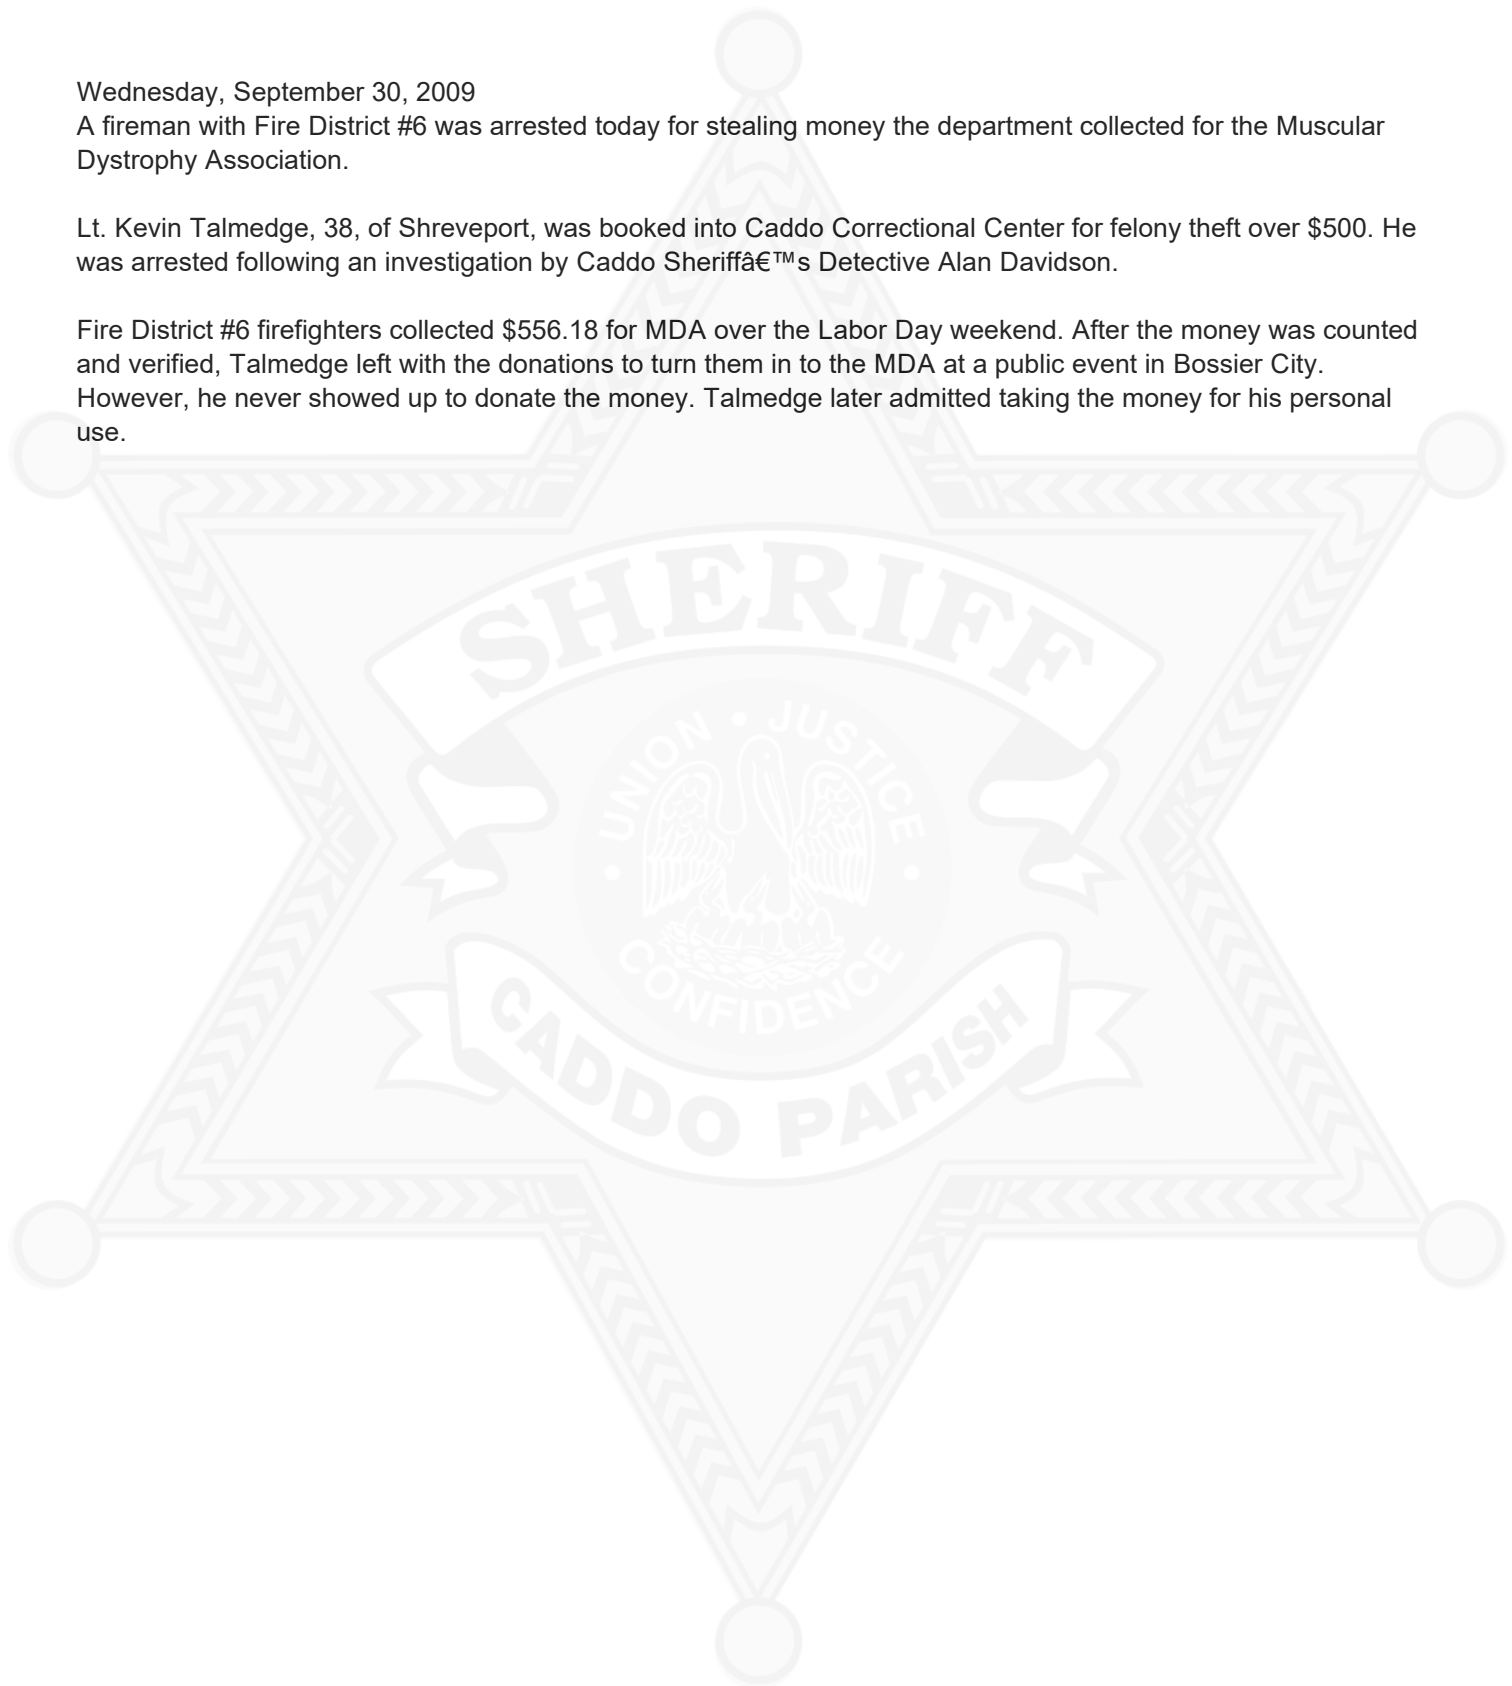 Wednesday, September 30, 2009
A fireman with Fire District #6 was arrested today for stealing money the department collected for the Muscular
Dystrophy Association.
Lt. Kevin Talmedge, 38, of Shreveport, was booked into Caddo Correctional Center for felony theft over $500. He
was arrested following an investigation by Caddo Sheriffâ€™s Detective Alan Davidson.
Fire District #6 firefighters collected $556.18 for MDA over the Labor Day weekend. After the money was counted
and verified, Talmedge left with the donations to turn them in to the MDA at a public event in Bossier City.
However, he never showed up to donate the money. Talmedge later admitted taking the money for his personal
use.
SHERIFF
UNION • JUSTICE
• CONFIDENCE •
CADDO PARISH